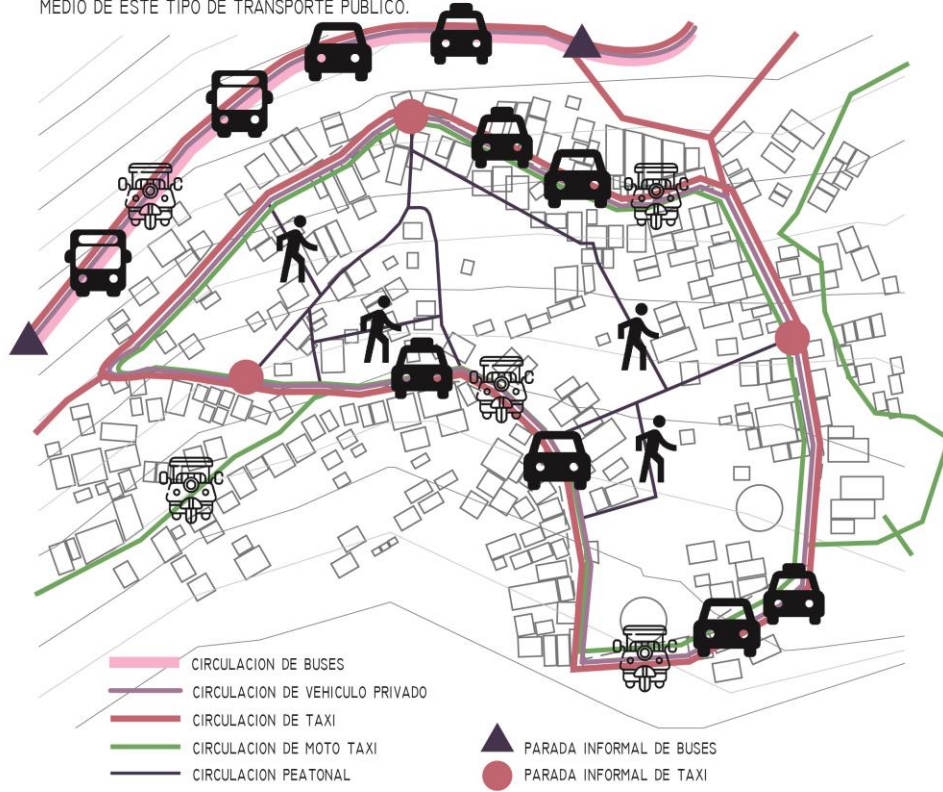 MEDIO DE ESTE TIPO DE TRANSPORTE PUBLICO.
CIRCULACION DE BUSES
CIRCULACION DE VEHICULO PRIVADO
CIRCULACION DE TAXI
CIRCULACION DE MOTO TAXI
CIRCULACION PEATONAL
PARADA INFORMAL DE BUSES
PARADA INFORMAL DE TAXI